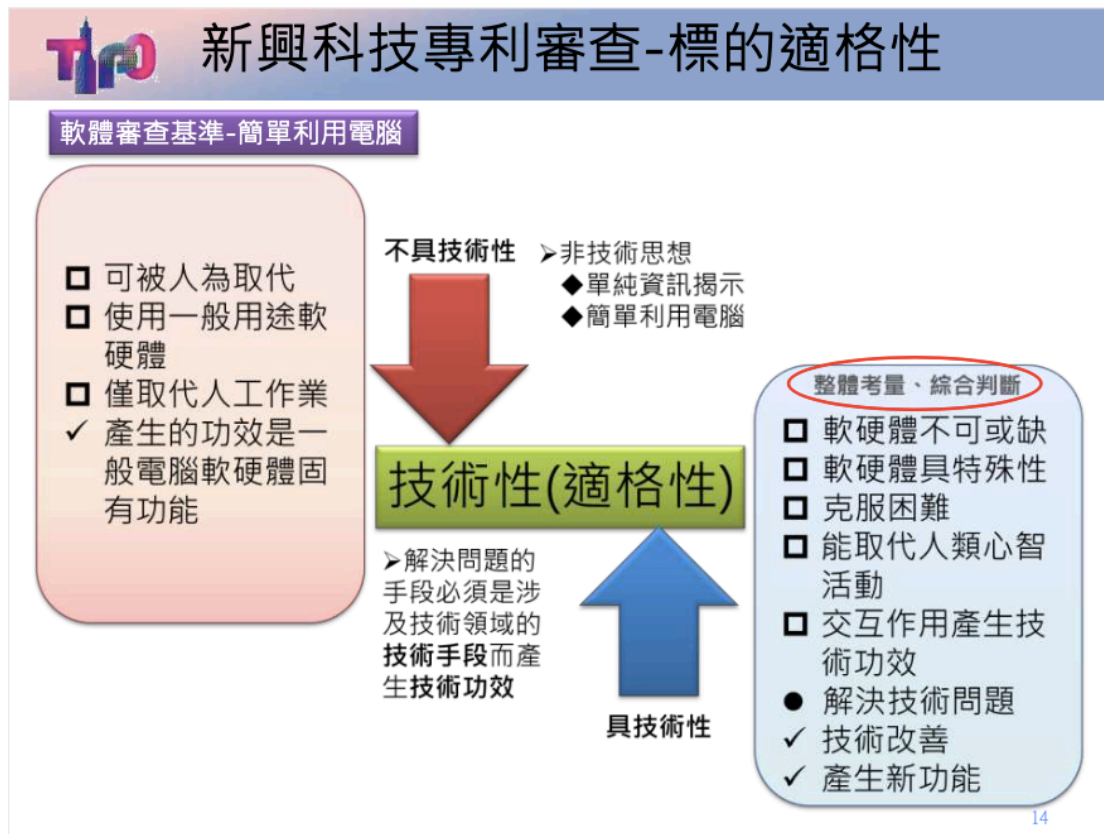 TIPO
新興科技專利審查-標的適格性
軟體審查基準-簡單利用電腦
可被人為取代
使用一般用途軟
硬體
僅取代人工作業
✓ 產生的功效是一
般電腦軟硬體固
有功能
不具技術性
➢非技術思想
◆單純資訊揭示
◆簡單利用電腦
技術性(適格性)
➢解決問題的
手段必須是涉
及技術領域的
技術手段而產
生技術功效
具技術性
整體考量、綜合判斷
軟硬體不可或缺
軟硬體具特殊性
克服困難
能取代人類心智
活動
交互作用產生技
術功效
● 解決技術問題
✓ 技術改善
✓ 產生新功能
14